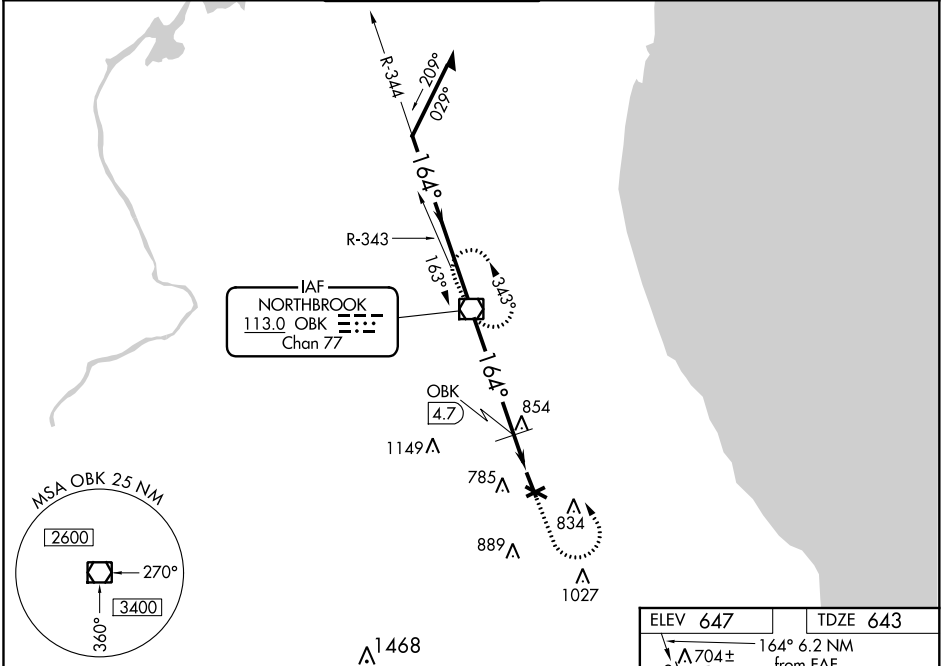 R-344
209°
029°
164°
R-343
163°
343°
IAF
NORTHBROOK
113.0 OBK
Chan 77
164°
OBK
4.7
854
1149
785
834
889
1027
MSA OBK 25 NM
2600
270°
3400
360°
1468
ELEV 647
TDZE 643
164° 6.2 NM
from FAF
704±